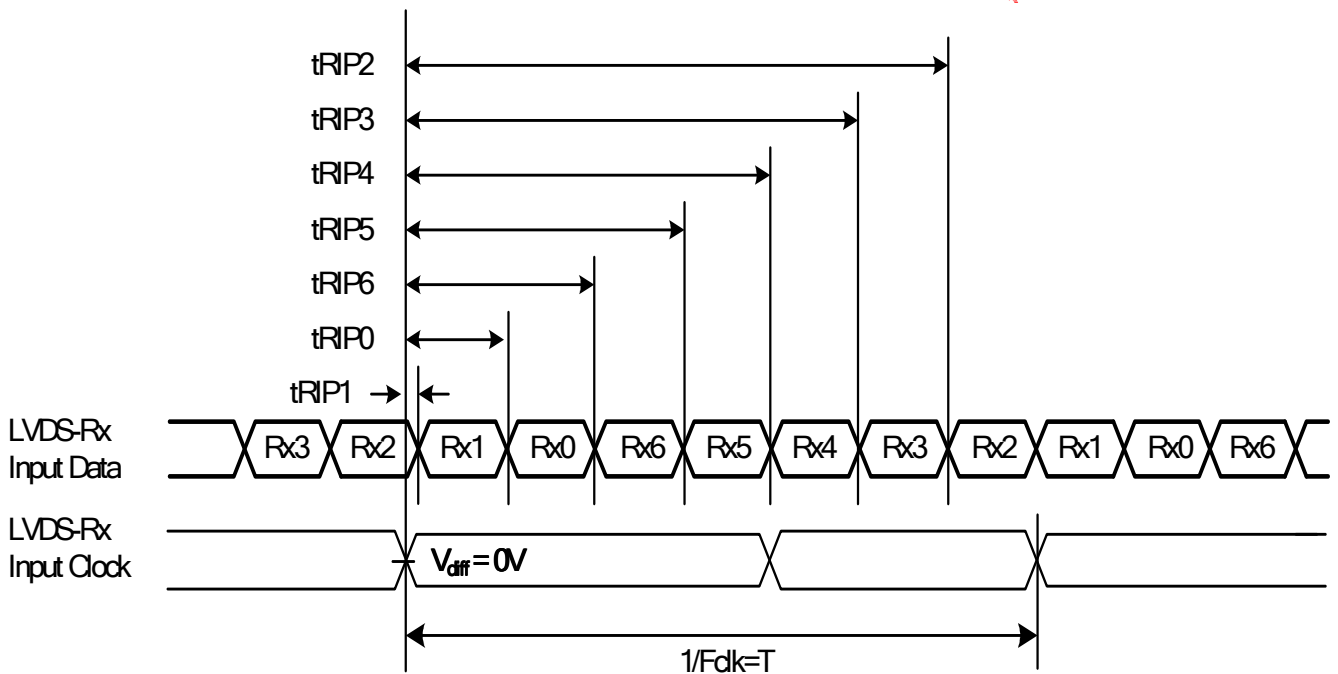 tRIP2
tRIP3
tRIP4
tRIP5
tRIP6
tRIP0
tRIP1
LVDS-Rx
Input Data
Rx3 Rx2 Rx1 Rx0 Rx6 Rx5 Rx4 Rx3 Rx2 Rx1 Rx0 Rx6
LVDS-Rx
Input Clock
Vdiff = 0V
1/Fclk=T